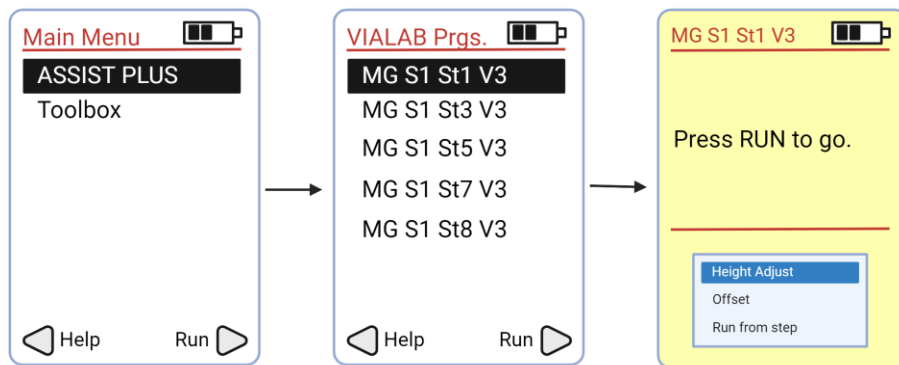 Main Menu
ASSIST PLUS
Toolbox
Help
Run
VIALAB Prgs.
MG S1 St1 V3
MG S1 St3 V3
MG S1 St5 V3
MG S1 St7 V3
MG S1 St8 V3
Help
Run
MG S1 St1 V3
Press RUN to go.
Height Adjust
Offset
Run from step